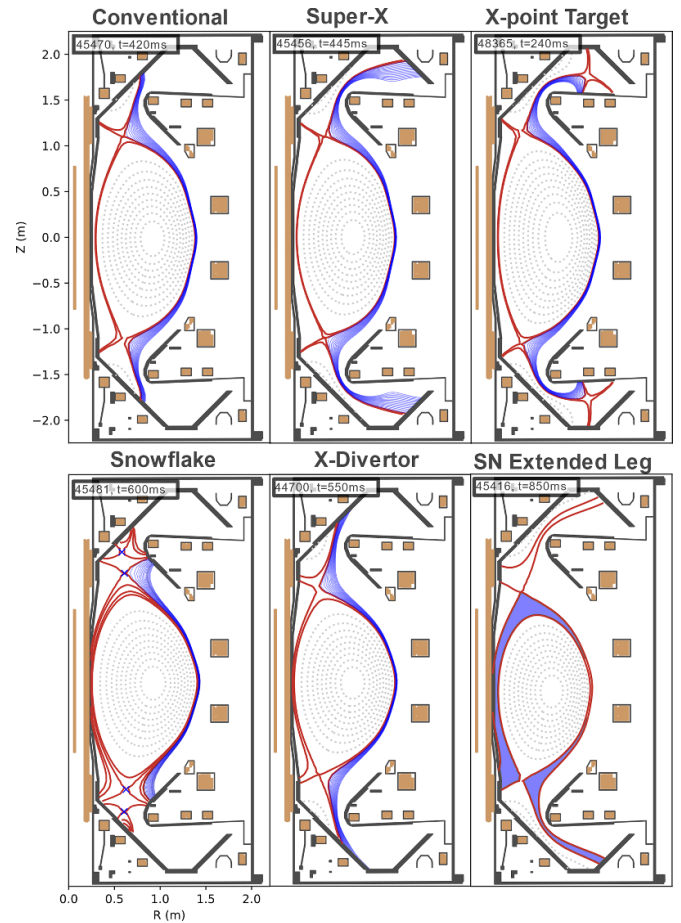 Conventional
Super-X
X-point Target
45470, t=420ms
45456, t=445ms
48365, t=240ms
2.0
1.5
1.0
0.5
0.0
−0.5
−1.0
−1.5
−2.0
Z (m)
Snowflake
X-Divertor
SN Extended Leg
45481, t=600ms
44700, t=550ms
45416, t=850ms
0.0
0.5
1.0
1.5
2.0
R (m)